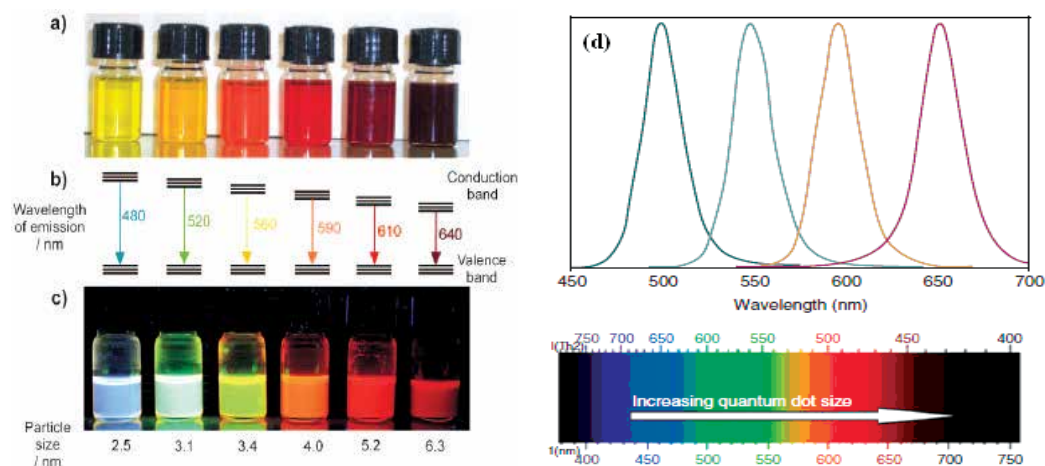 a)
b)
Conduction
band
Wavelength
of emission
/ nm
480
520
560
590
610
640
Valence
band
c)
Particle
size
/ nm
2.5
3.1
3.4
4.0
5.2
6.3
(d)
450
500
550
600
650
700
Wavelength (nm)
750
700
650
600
550
500
450
400
Increasing quantum dot size
400
450
500
550
600
650
700
750